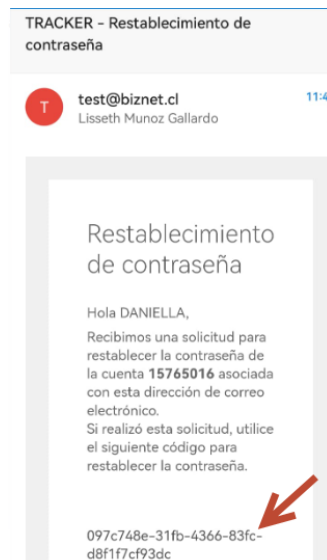 TRACKER - Restablecimiento de
contraseña
T
test@biznet.cl
11:4
Lisseth Munoz Gallardo
Restablecimiento
de contraseña
Hola DANIELLA,
Recibimos una solicitud para
restablecer la contraseña de
la cuenta 15765016 asociada
con esta dirección de correo
electrónico.
Si realizó esta solicitud, utilice
el siguiente código para
restablecer la contraseña.
097c748e-31fb-4366-83fc-
d8f1f7cf93dc